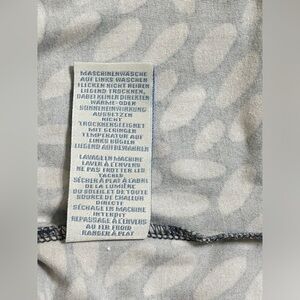 MASCHINENWÄSCHE
AUF LINKS WASCHEN
FLECKEN NICHT REIBEN
LIEGEND TROCKNEN,
DABEI KEINEN DIREKTEN
WÄRME-ODER
SONNENEINWIRKUNG
AUSSETZEN
NICHT
TROCKNERGEEIGNET
MIT GERINGER
TEMPERATUR AUF
LINKS BÜGELN
LIEGEND AUFBEWAHREN
LAVAGE EN MACHINE
LAVER À L'ENVERS
NE PAS FROTTER LES
TACHES
SÉCHER À PLAT À L'ABRI
DE LA LUMIÈRE
DU SOLEIL ET DE TOUTE
SOURCE DE CHALEUR
DIRECTE
SÉCHAGE EN MACHINE
INTERDIT
REPASSAGE À L'ENVERS
AU FER FROID
RANGER À PLAT